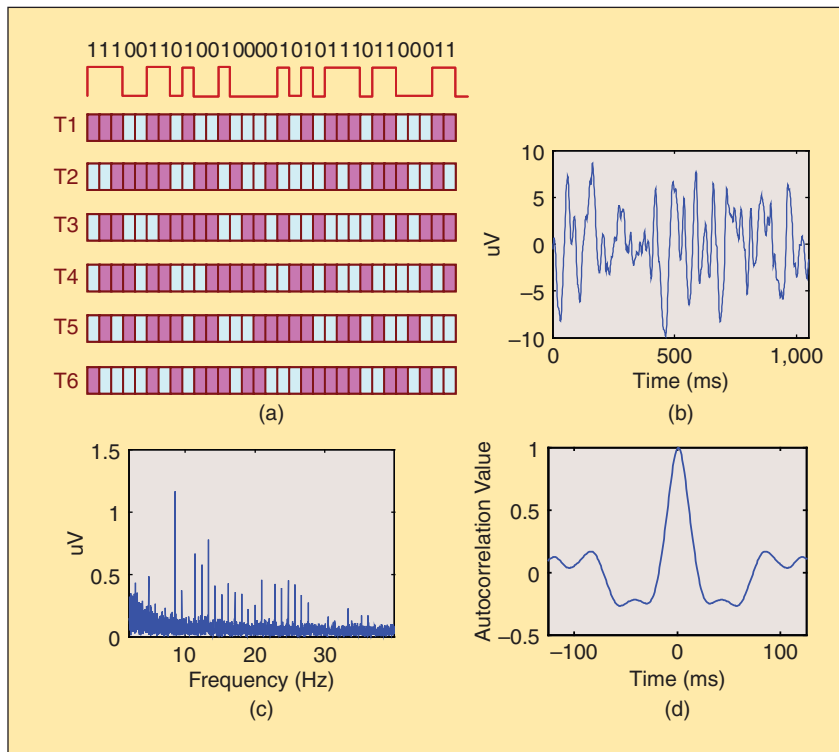 1110011010010000101011101100011
T1
T2
T3
T4
T5
T6
(a)
10
5
0
−5
−10
uV
0
500
1,000
Time (ms)
(b)
1.5
1
0.5
0
uV
10
20
30
Frequency (Hz)
(c)
1
0.5
0
−0.5
Autocorrelation Value
−100
0
100
Time (ms)
(d)